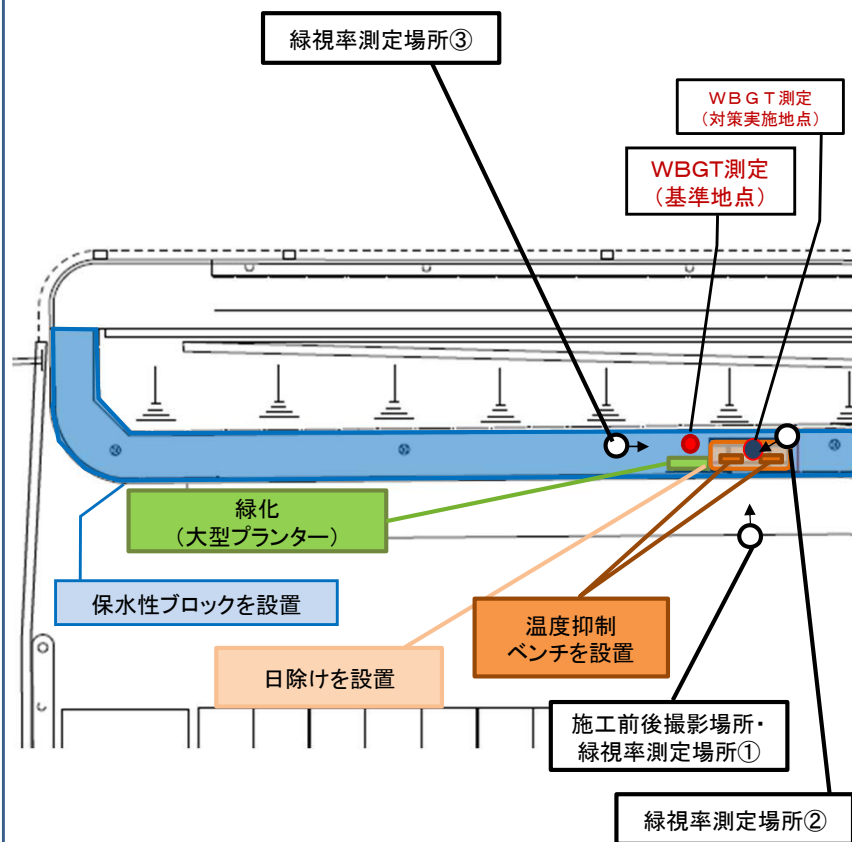 緑視率測定場所③
ＷＢＧＴ測定
（対策実施地点）
WBGT測定
（基準地点）
緑化
（大型プランター）
保水性ブロックを設置
温度抑制
ベンチを設置
日除けを設置
施工前後撮影場所・
緑視率測定場所①
緑視率測定場所②